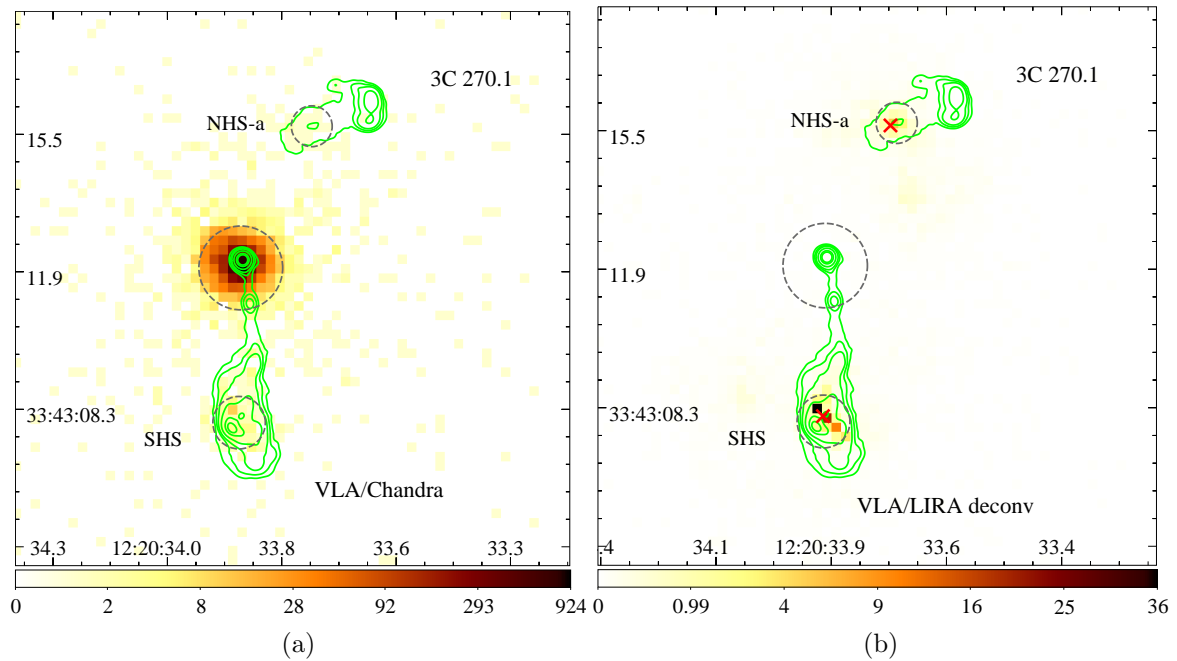 3C 270.1
NHS-a
15.5
11.9
33:43:08.3
SHS
VLA/Chandra
34.3 12:20:34.0 33.8 33.6 33.3
0 2 8 28 92 293 924
(a)
3C 270.1
NHS-a
15.5
11.9
33:43:08.3
SHS
VLA/LIRA deconv
.4 34.1 12:20:33.9 33.6 33.4
0 0.99 4 9 16 25 36
(b)